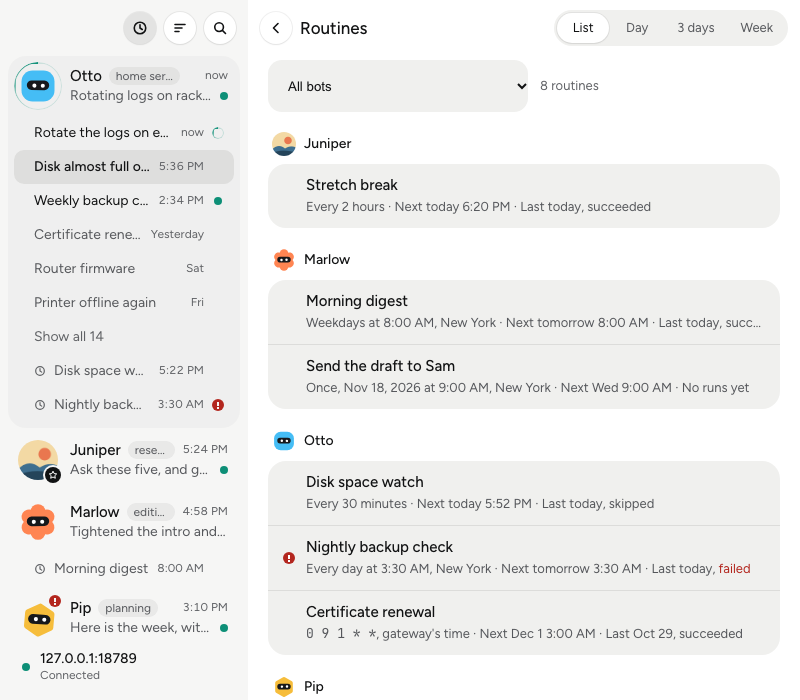 Otto home ser... now
Rotating logs on rack...
Rotate the logs on e... now
Disk almost full o... 5:36 PM
Weekly backup c... 2:34 PM
Certificate rene... Yesterday
Router firmware Sat
Printer offline again Fri
Show all 14
Disk space w... 5:22 PM
Nightly back... 3:30 AM
Juniper rese... 5:24 PM
Ask these five, and g...
Marlow editi... 4:58 PM
Tightened the intro and...
Morning digest 8:00 AM
Pip planning 3:10 PM
Here is the week, wit...
127.0.0.1:18789
Connected
Routines
List Day 3 days Week
All bots 8 routines
Juniper
Stretch break
Every 2 hours · Next today 6:20 PM · Last today, succeeded
Marlow
Morning digest
Weekdays at 8:00 AM, New York · Next tomorrow 8:00 AM · Last today, succ...
Send the draft to Sam
Once, Nov 18, 2026 at 9:00 AM, New York · Next Wed 9:00 AM · No runs yet
Otto
Disk space watch
Every 30 minutes · Next today 5:52 PM · Last today, skipped
Nightly backup check
Every day at 3:30 AM, New York · Next tomorrow 3:30 AM · Last today, failed
Certificate renewal
0 9 1 * *, gateway's time · Next Dec 1 3:00 AM · Last Oct 29, succeeded
Pip